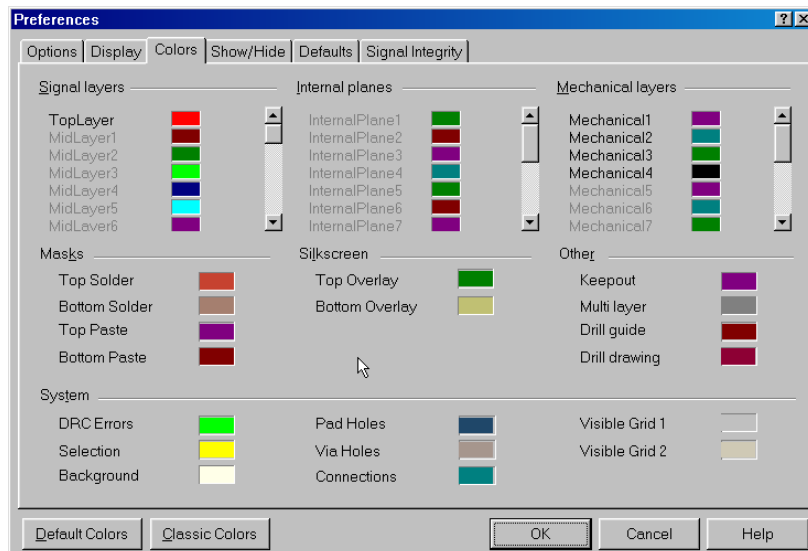 Preferences
Options Display Colors Show/Hide Defaults Signal Integrity
Signal layers
TopLayer
MidLayer1
MidLayer2
MidLayer3
MidLayer4
MidLayer5
MidLayer6
Internal planes
InternalPlane1
InternalPlane2
InternalPlane3
InternalPlane4
InternalPlane5
InternalPlane6
InternalPlane7
Mechanical layers
Mechanical1
Mechanical2
Mechanical3
Mechanical4
Mechanical5
Mechanical6
Mechanical7
Masks
Top Solder
Bottom Solder
Top Paste
Bottom Paste
Silkscreen
Top Overlay
Bottom Overlay
Other
Keepout
Multi layer
Drill guide
Drill drawing
System
DRC Errors
Selection
Background
Pad Holes
Via Holes
Connections
Visible Grid 1
Visible Grid 2
Default Colors Classic Colors OK Cancel Help